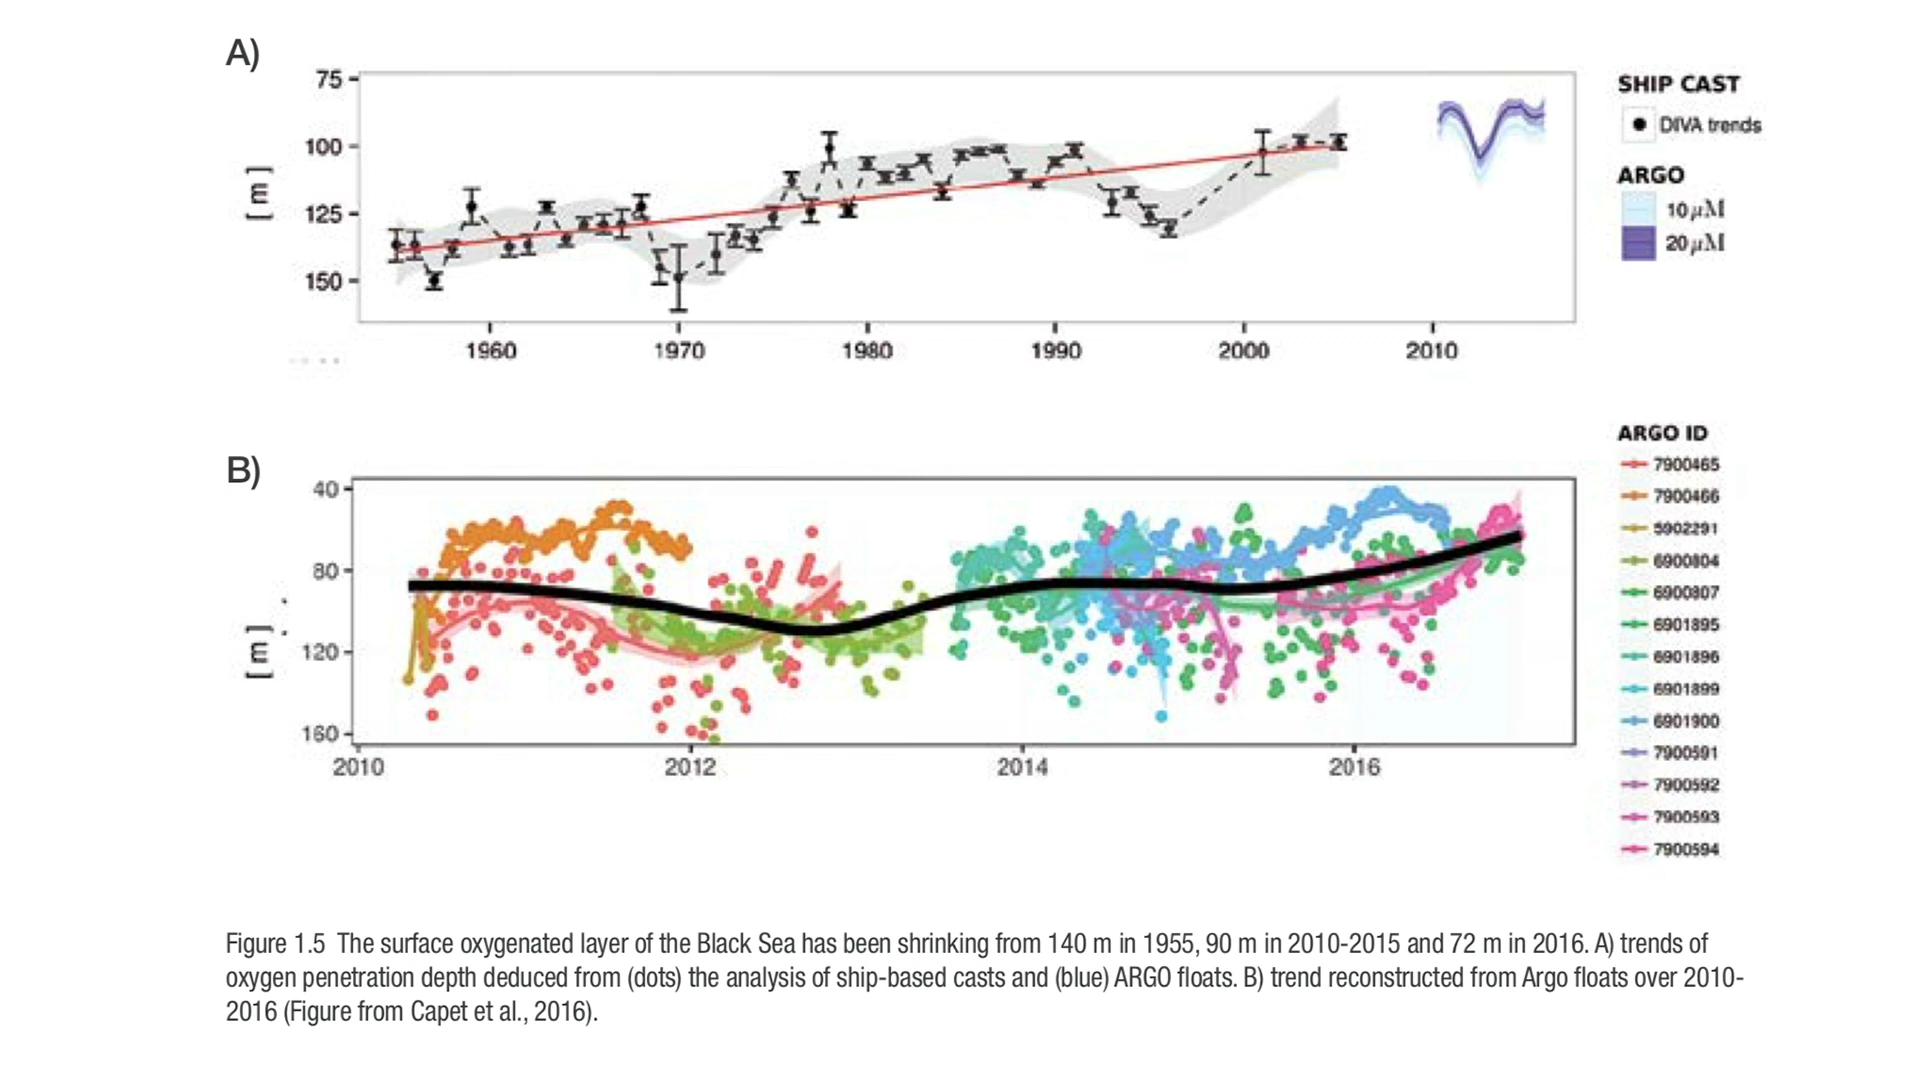 A)
75
100
125
150
[ m ]
1960
1970
1980
1990
2000
2010
SHIP CAST
DIVA trends
ARGO
10 μM
20 μM
B)
40
80
120
160
[ m ]
2010
2012
2014
2016
ARGO ID
7900465
7900466
5902291
6900804
6900807
6901895
6901896
6901899
6901900
7900591
7900592
7900593
7900594
Figure 1.5 The surface oxygenated layer of the Black Sea has been shrinking from 140 m in 1955, 90 m in 2010-2015 and 72 m in 2016. A) trends of
oxygen penetration depth deduced from (dots) the analysis of ship-based casts and (blue) ARGO floats. B) trend reconstructed from Argo floats over 2010-
2016 (Figure from Capet et al., 2016).